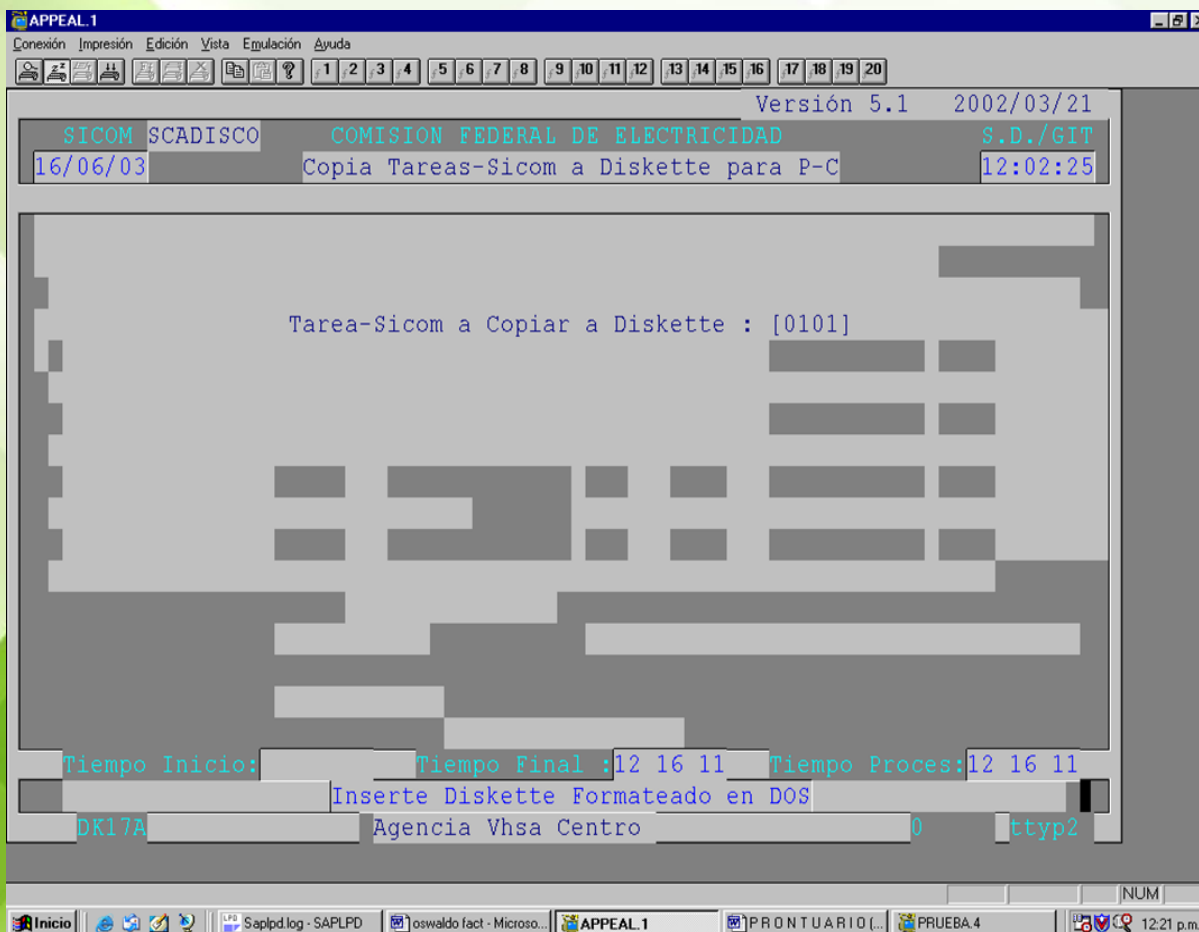 APPEAL.1
Conexión Impresión Edición Vista Emulación Ayuda
1 2 3 4 5 6 7 8 9 10 11 12 13 14 15 16 17 18 19 20
Versión 5.1 2002/03/21
SICOM SCADISCO COMISION FEDERAL DE ELECTRICIDAD S.D./GIT
16/06/03 Copia Tareas-Sicom a Diskette para P-C 12:02:25
Tarea-Sicom a Copiar a Diskette : [0101]
Tiempo Inicio: Tiempo Final :12 16 11 Tiempo Proces:12 16 11
Inserte Diskette Formateado en DOS
DK17A Agencia Vhsa Centro 0 ttyp2
NUM
Inicio Saplpd.log - SAPLPD oswaldo fact - Microso... APPEAL.1 P R O N T U A R I O (... PRUEBA.4 12:21 p.m.